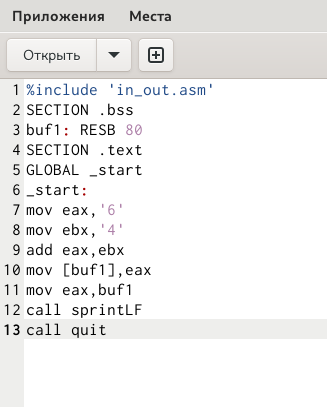 Приложения Места
Открыть
1 %include 'in_out.asm'
2 SECTION .bss
3 buf1: RESB 80
4 SECTION .text
5 GLOBAL _start
6 _start:
7 mov eax,'6'
8 mov ebx,'4'
9 add eax,ebx
10 mov [buf1],eax
11 mov eax,buf1
12 call sprintLF
13 call quit